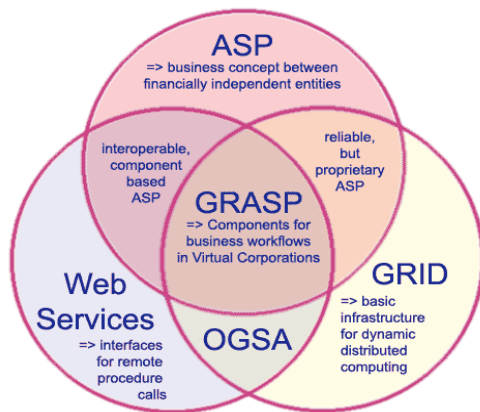 ASP
=> business concept between
financially independent entities
interoperable,
component
based
ASP
reliable,
but
proprietary
ASP
GRASP
=> Components for
business workflows
in Virtual Corporations
Web
Services
=> interfaces
for remote
procedure
calls
OGSA
GRID
=> basic
infrastructure
for dynamic
distributed
computing